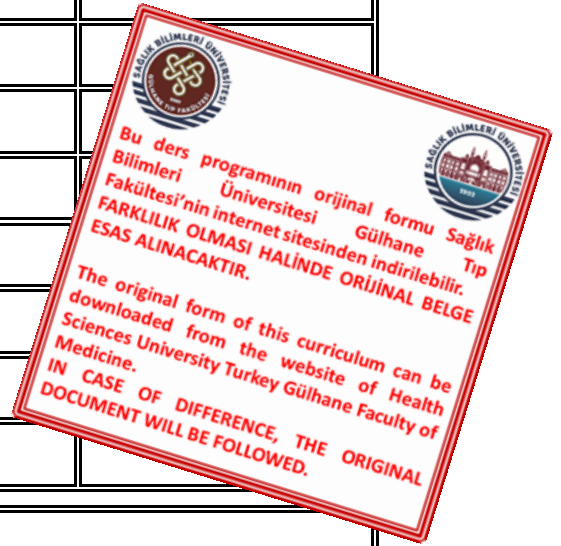 SAĞLIK BİLİMLERİ ÜNİVERSİTESİ
GÜLHANE TIP FAKÜLTESİ
SAĞLIK BİLİMLERİ ÜNİVERSİTESİ
1903
Bu ders programının orijinal formu Sağlık
Bilimleri Üniversitesi Gülhane Tıp
Fakültesi'nin internet sitesinden indirilebilir.
FARKLILIK OLMASI HALİNDE ORİJİNAL BELGE
ESAS ALINACAKTIR.
The original form of this curriculum can be
downloaded from the website of Health
Sciences University Turkey Gülhane Faculty of
Medicine.
IN CASE OF DIFFERENCE, THE ORIGINAL
DOCUMENT WILL BE FOLLOWED.